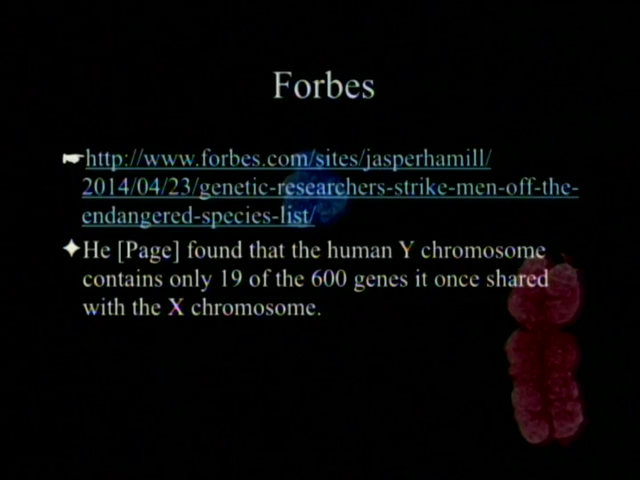 Forbes
☛http://www.forbes.com/sites/jasperhamill/
2014/04/23/genetic-researchers-strike-men-off-the-
endangered-species-list/
✦He [Page] found that the human Y chromosome
contains only 19 of the 600 genes it once shared
with the X chromosome.